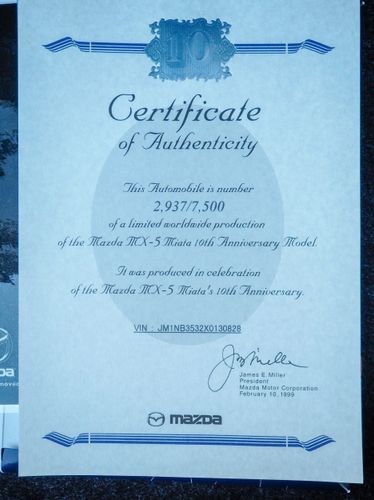 10
Certificate
of Authenticity
This Automobile is number
2,937/7,500
of a limited worldwide production
of the Mazda MX-5 Miata 10th Anniversary Model.
It was produced in celebration
of the Mazda MX-5 Miata's 10th Anniversary.
VIN : JM1NB3532X0130828
James E. Miller
President
Mazda Motor Corporation
February 10, 1999
mazda